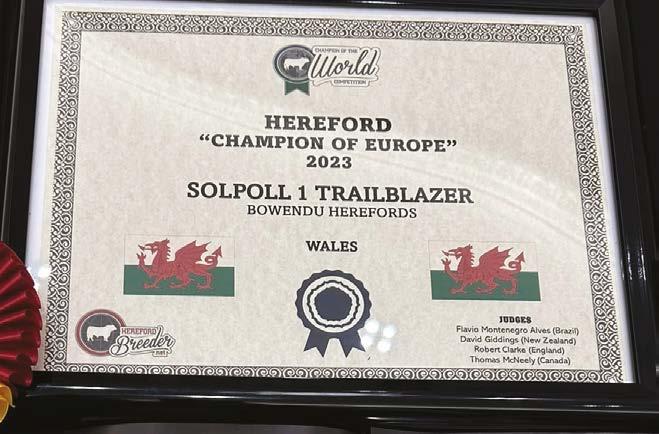 CHAMPION OF THE
World
COMPETITION
HEREFORD
“CHAMPION OF EUROPE”
2023
SOLPOLL 1 TRAILBLAZER
BOWENDU HEREFORDS
WALES
HEREFORD
Breeder
.net
JUDGES
Flavio Montenegro Alves (Brazil)
David Giddings (New Zealand)
Robert Clarke (England)
Thomas McNeely (Canada)